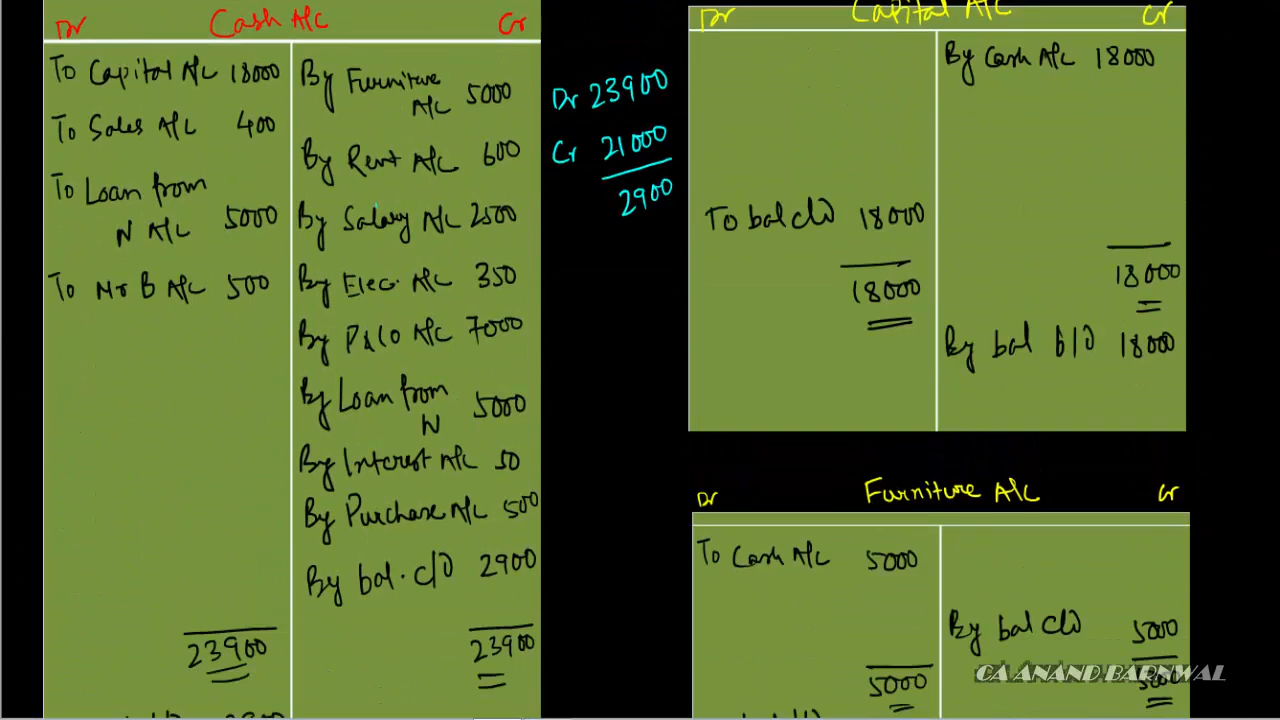 Dr Cash A/c Cr
To Capital A/c 18000
To Sales A/c 400
To Loan from
N A/c 5000
To Mr B A/c 500
23900
By Furniture
A/c 5000
By Rent A/c 600
By Salary A/c 2500
By Elec. A/c 350
By P&Co A/c 7000
By Loan from
N 5000
By Interest A/c 50
By Purchase A/c 500
By bal. c/d 2900
23900
Dr 23900
Cr 21000
2900
Dr Capital A/c Cr
To bal c/d 18000
18000
By Cash A/c 18000
18000
By bal b/d 18000
Dr Furniture A/c Cr
To Cash A/c 5000
5000
By bal c/d 5000
5000
CA ANAND BARNWAL